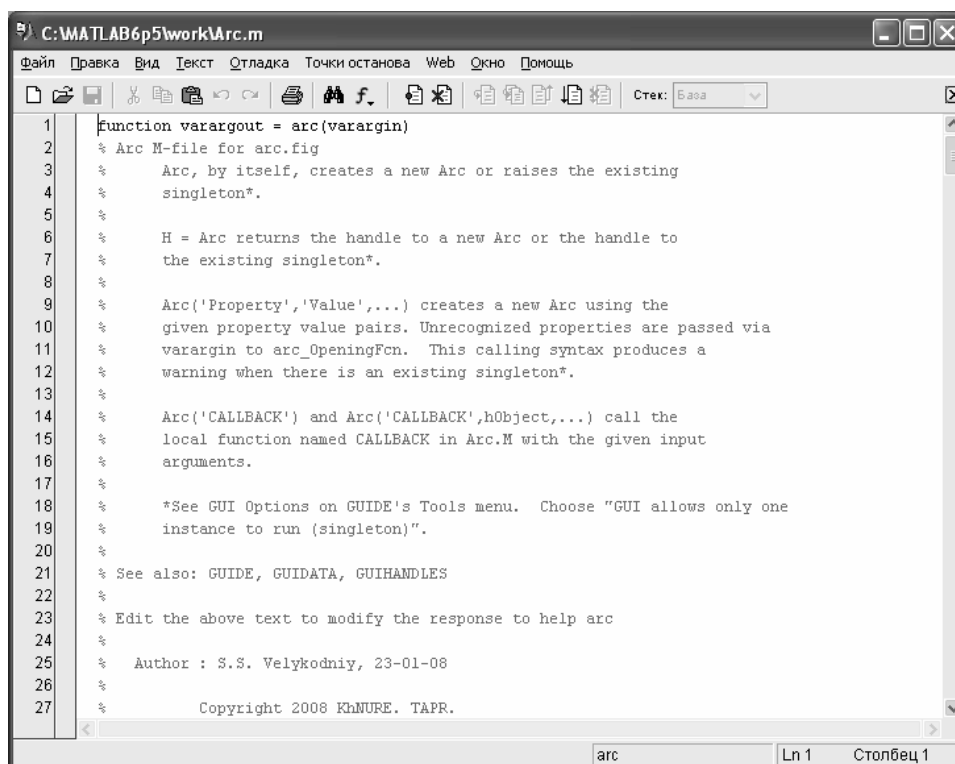 C:\MATLAB6p5\work\Arc.m
Файл Правка Вид Текст Отладка Точки останова Web Окно Помощь
Стек: База
1 function varargout = arc(varargin)
2 % Arc M-file for arc.fig
3 % Arc, by itself, creates a new Arc or raises the existing
4 % singleton*.
5 %
6 % H = Arc returns the handle to a new Arc or the handle to
7 % the existing singleton*.
8 %
9 % Arc('Property','Value',...) creates a new Arc using the
10 % given property value pairs. Unrecognized properties are passed via
11 % varargin to arc_OpeningFcn.  This calling syntax produces a
12 % warning when there is an existing singleton*.
13 %
14 % Arc('CALLBACK') and Arc('CALLBACK',hObject,...) call the
15 % local function named CALLBACK in Arc.M with the given input
16 % arguments.
17 %
18 % *See GUI Options on GUIDE's Tools menu.  Choose "GUI allows only one
19 % instance to run (singleton)".
20 %
21 % See also: GUIDE, GUIDATA, GUIHANDLES
22 %
23 % Edit the above text to modify the response to help arc
24 %
25 % Author : S.S. Velykodniy, 23-01-08
26 %
27 % Copyright 2008 KhNURE. TAPR.
arc Ln 1 Столбец 1